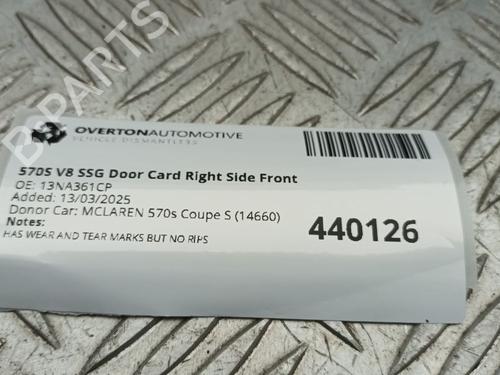 B-PARTS
OVERTONAUTOMOTIVE
VEHICLE DISMANTLERS
570S V8 SSG Door Card Right Side Front
OE: 13NA361CP
Added: 13/03/2025
Donor Car: MCLAREN 570s Coupe S (14660)
Notes:
HAS WEAR AND TEAR MARKS BUT NO RIPS
440126